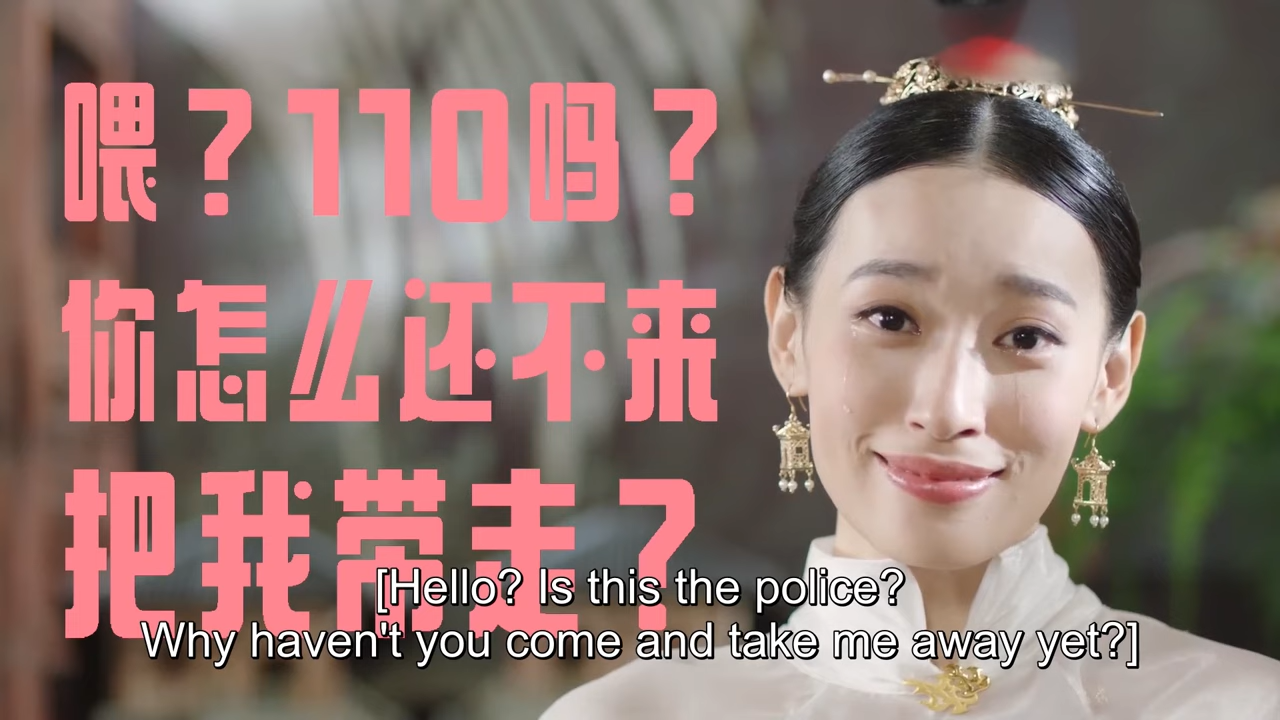 喂？110吗？
你怎么还不来
把我带走？
[Hello? Is this the police?
Why haven't you come and take me away yet?]